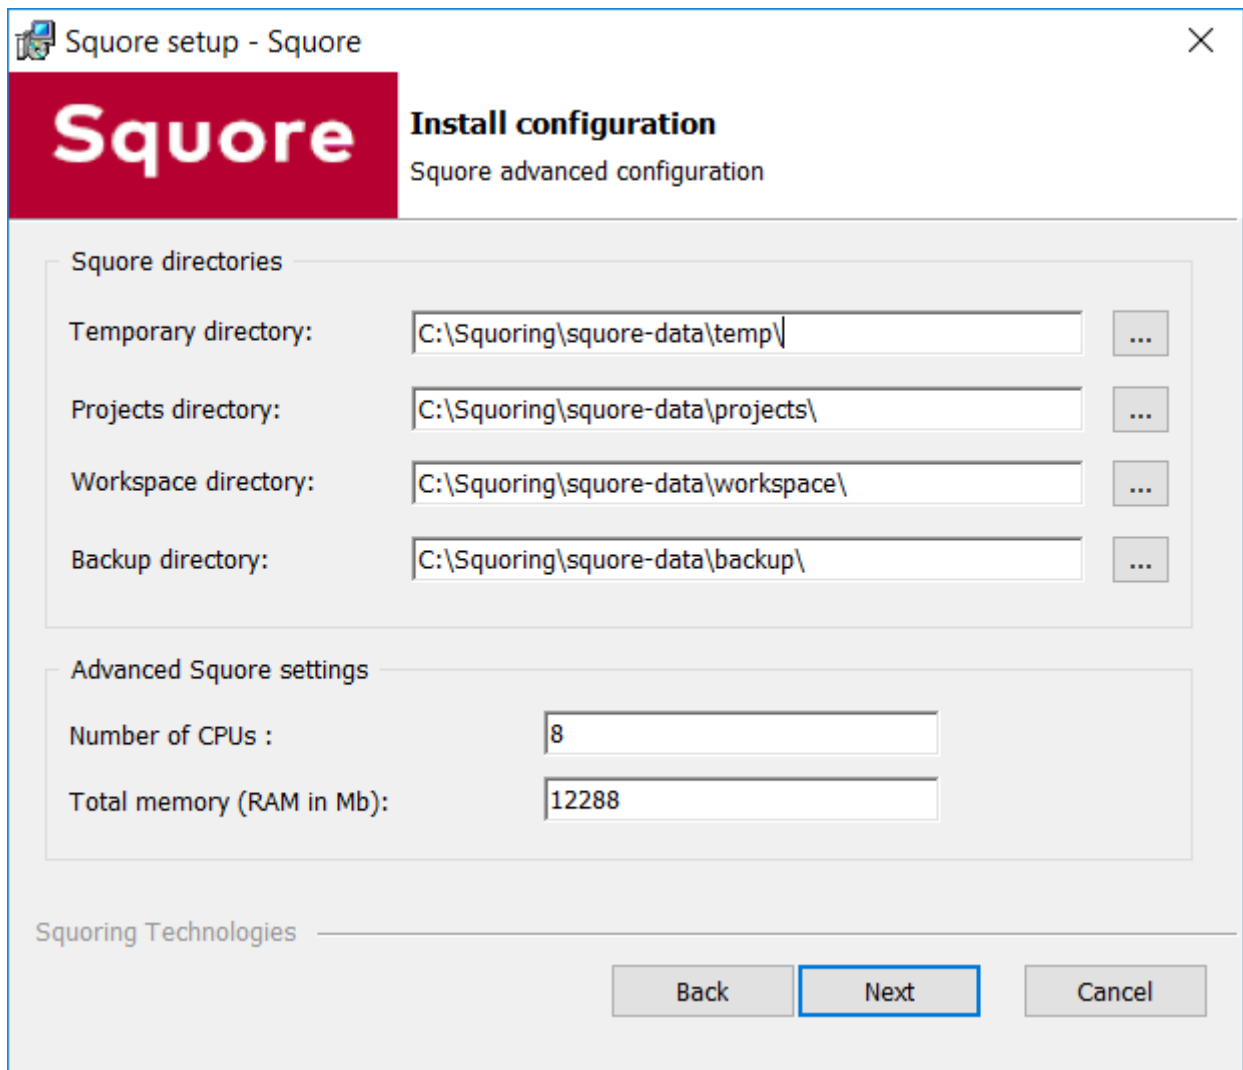 Squore setup - Squore
Squore
Install configuration
Squore advanced configuration
Squore directories
Temporary directory: C:\Squoring\squore-data\temp\ ...
Projects directory: C:\Squoring\squore-data\projects\ ...
Workspace directory: C:\Squoring\squore-data\workspace\ ...
Backup directory: C:\Squoring\squore-data\backup\ ...
Advanced Squore settings
Number of CPUs : 8
Total memory (RAM in Mb): 12288
Squoring Technologies
Back Next Cancel